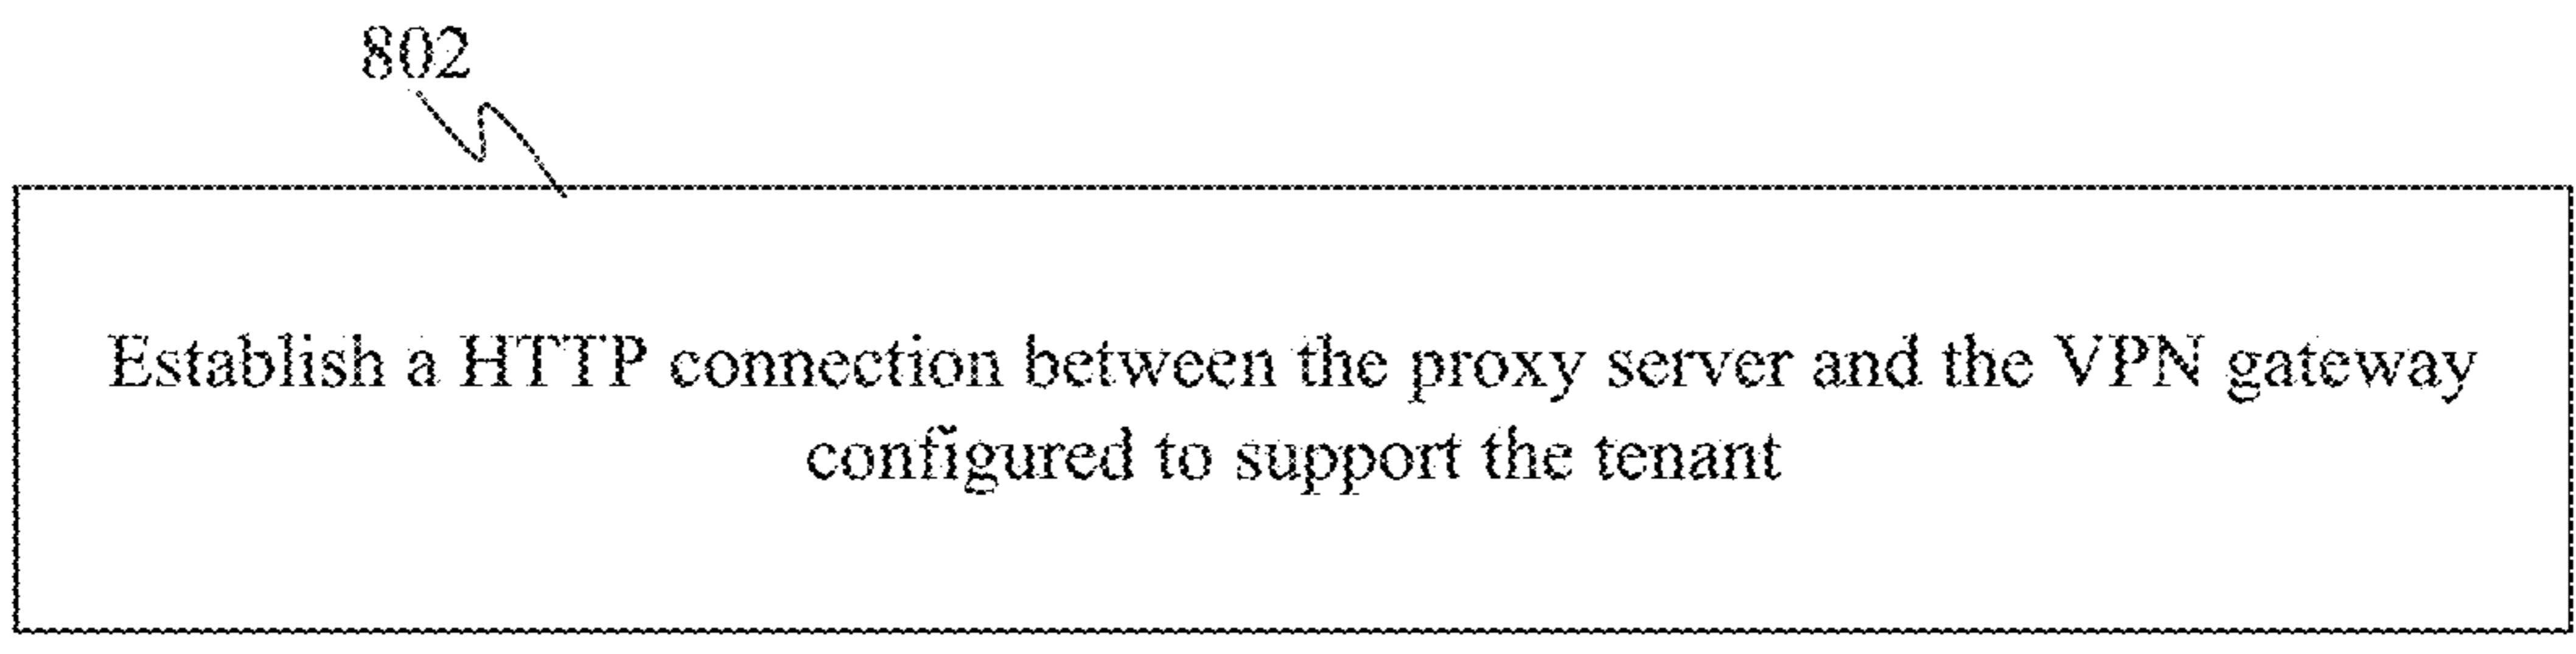 802
Establish a HTTP connection between the proxy server and the VPN gateway
configured to support the tenant